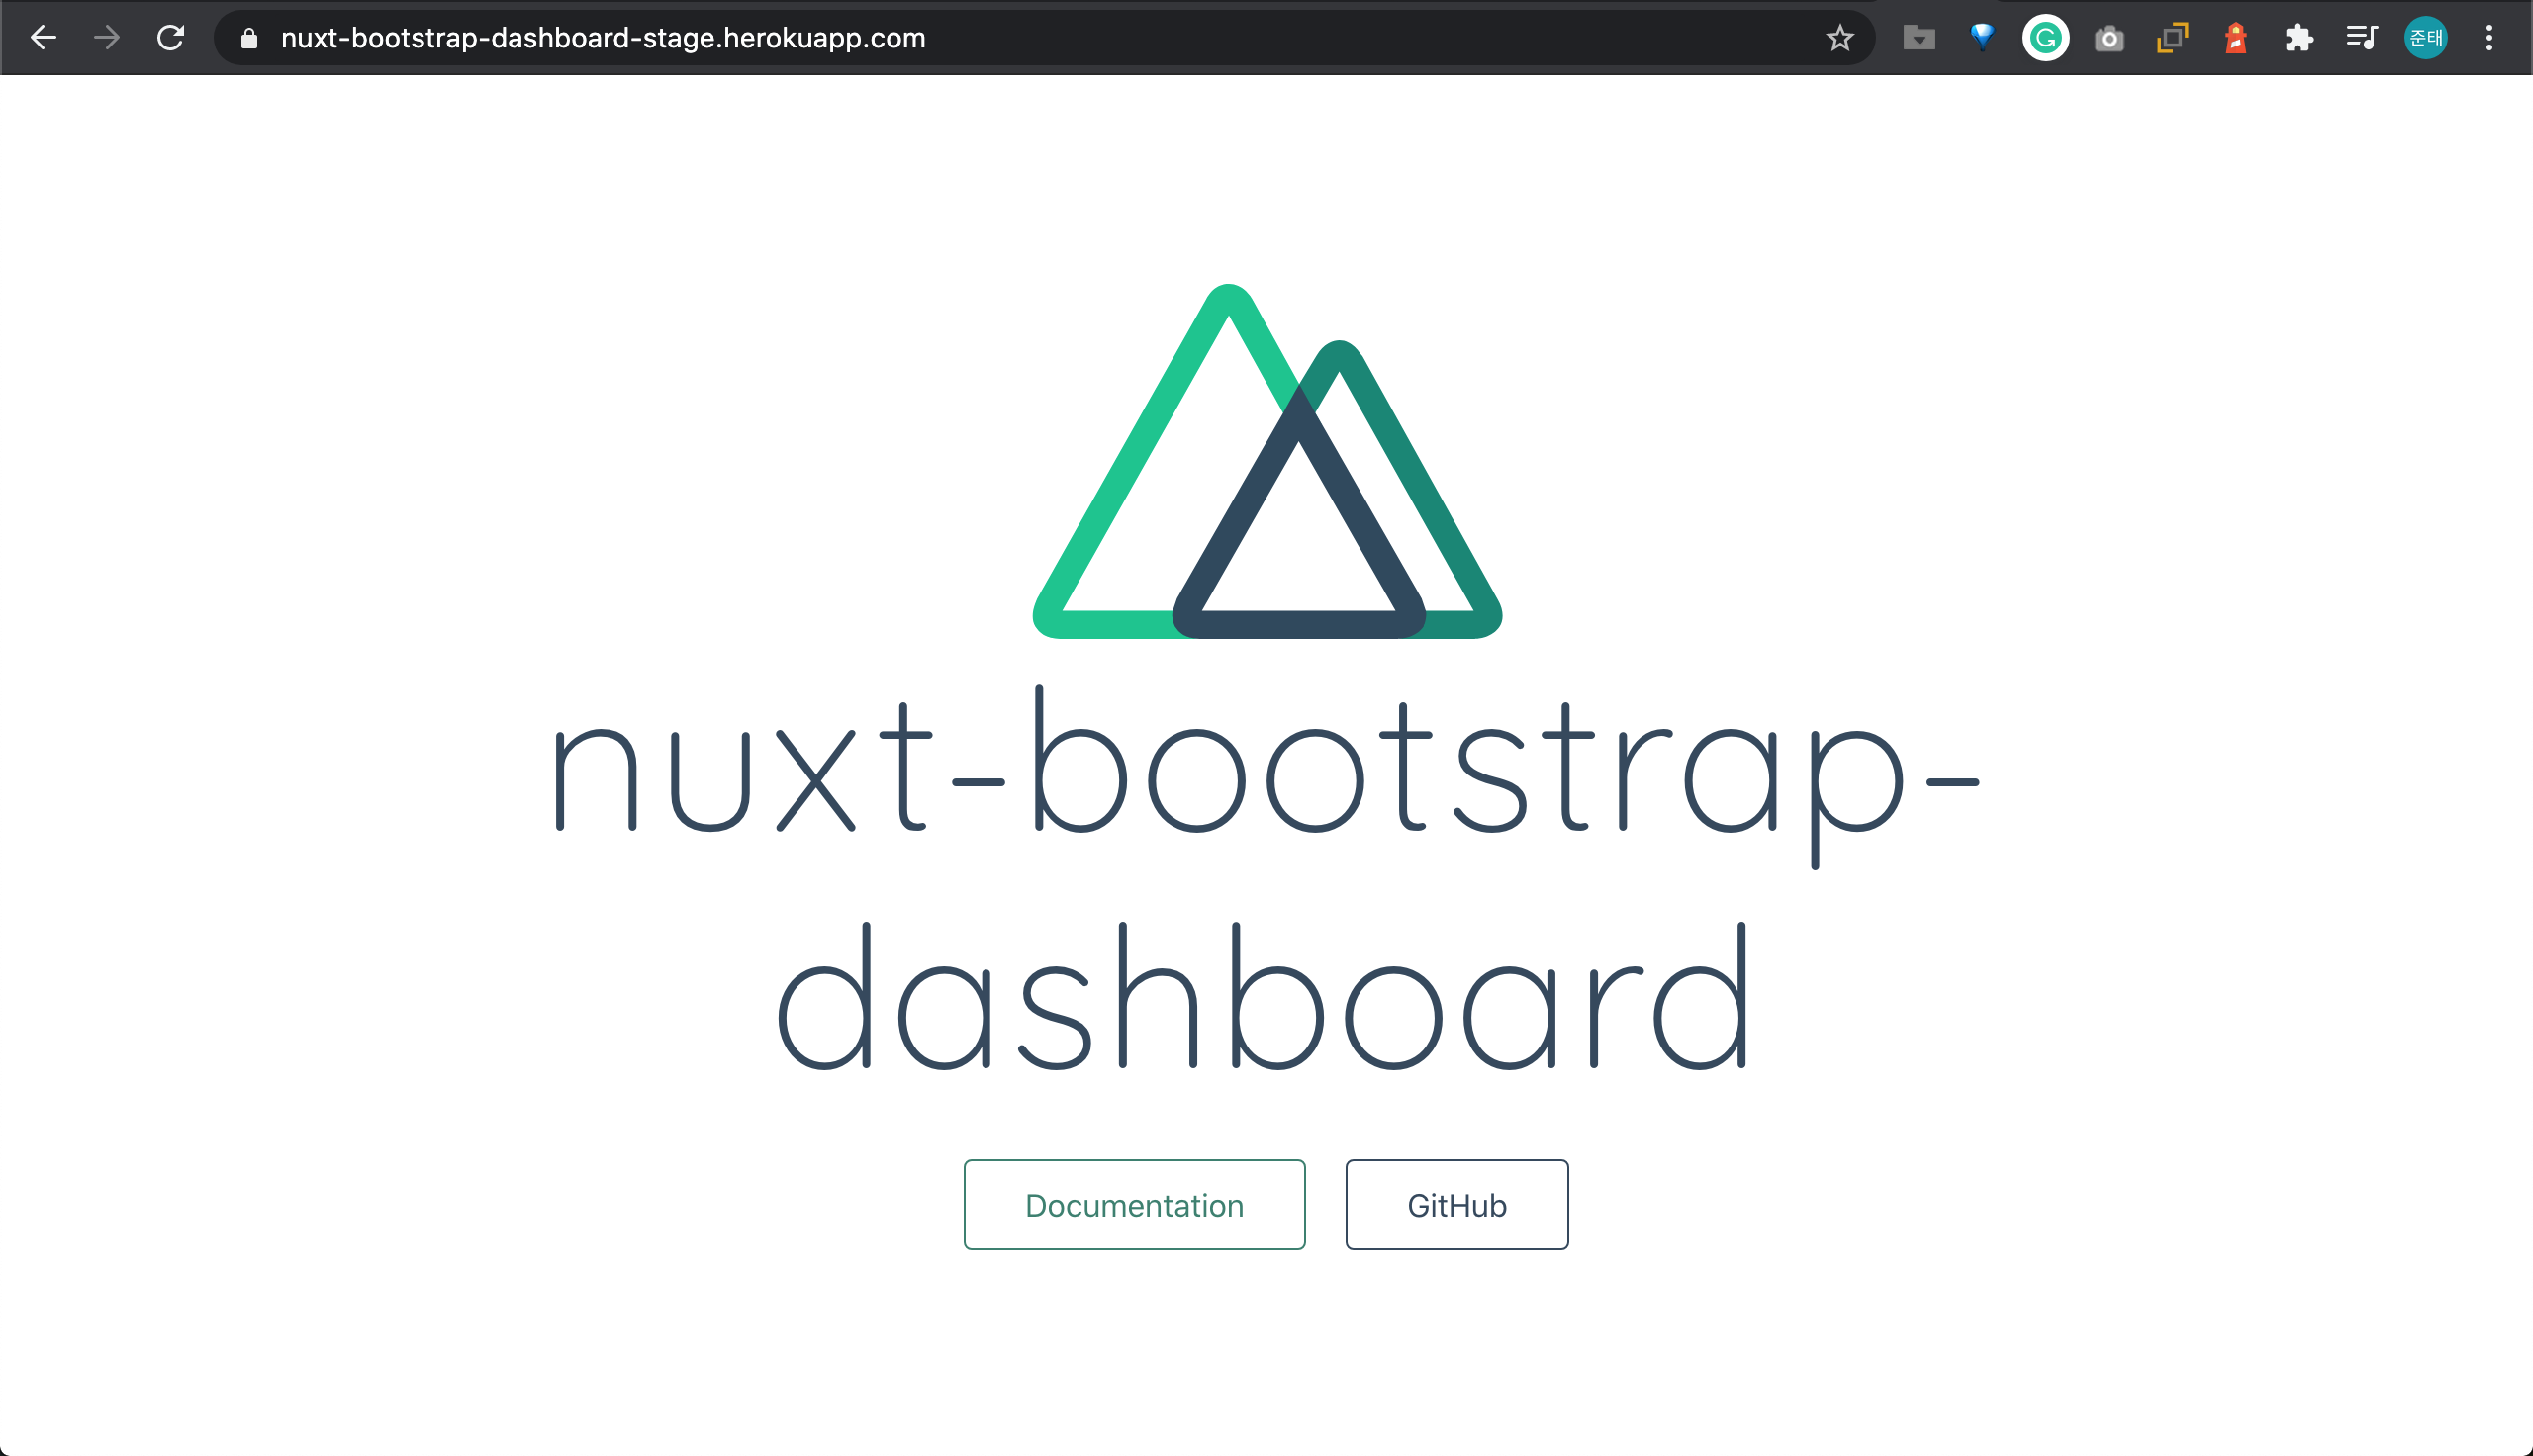 nuxt-bootstrap-dashboard-stage.herokuapp.com
준태
nuxt-bootstrap-
dashboard
Documentation
GitHub